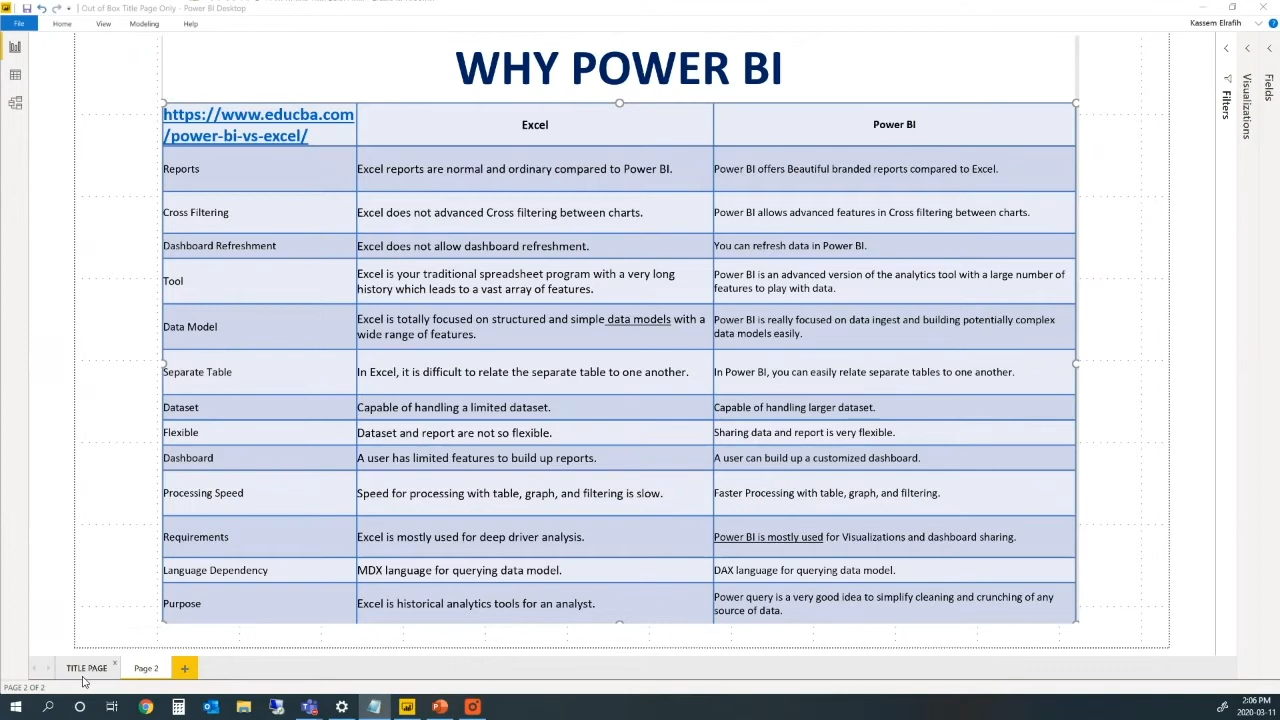 Out of Box Title Page Only - Power BI Desktop
File Home View Modeling Help
Kassem Elrafih
WHY POWER BI
https://www.educba.com
/power-bi-vs-excel/
Excel
Power BI
Reports
Excel reports are normal and ordinary compared to Power BI.
Power BI offers Beautiful branded reports compared to Excel.
Cross Filtering
Excel does not advanced Cross filtering between charts.
Power BI allows advanced features in Cross filtering between charts.
Dashboard Refreshment
Excel does not allow dashboard refreshment.
You can refresh data in Power BI.
Tool
Excel is your traditional spreadsheet program with a very long
history which leads to a vast array of features.
Power BI is an advanced version of the analytics tool with a large number of
features to play with data.
Data Model
Excel is totally focused on structured and simple data models with a
wide range of features.
Power BI is really focused on data ingest and building potentially complex
data models easily.
Separate Table
In Excel, it is difficult to relate the separate table to one another.
In Power BI, you can easily relate separate tables to one another.
Dataset
Capable of handling a limited dataset.
Capable of handling larger dataset.
Flexible
Dataset and report are not so flexible.
Sharing data and report is very flexible.
Dashboard
A user has limited features to build up reports.
A user can build up a customized dashboard.
Processing Speed
Speed for processing with table, graph, and filtering is slow.
Faster Processing with table, graph, and filtering.
Requirements
Excel is mostly used for deep driver analysis.
Power BI is mostly used for Visualizations and dashboard sharing.
Language Dependency
MDX language for querying data model.
DAX language for querying data model.
Purpose
Excel is historical analytics tools for an analyst.
Power query is a very good idea to simplify cleaning and crunching of any
source of data.
Filters
Visualizations
Fields
TITLE PAGE
Page 2
PAGE 2 OF 2
2:06 PM
2020-03-11